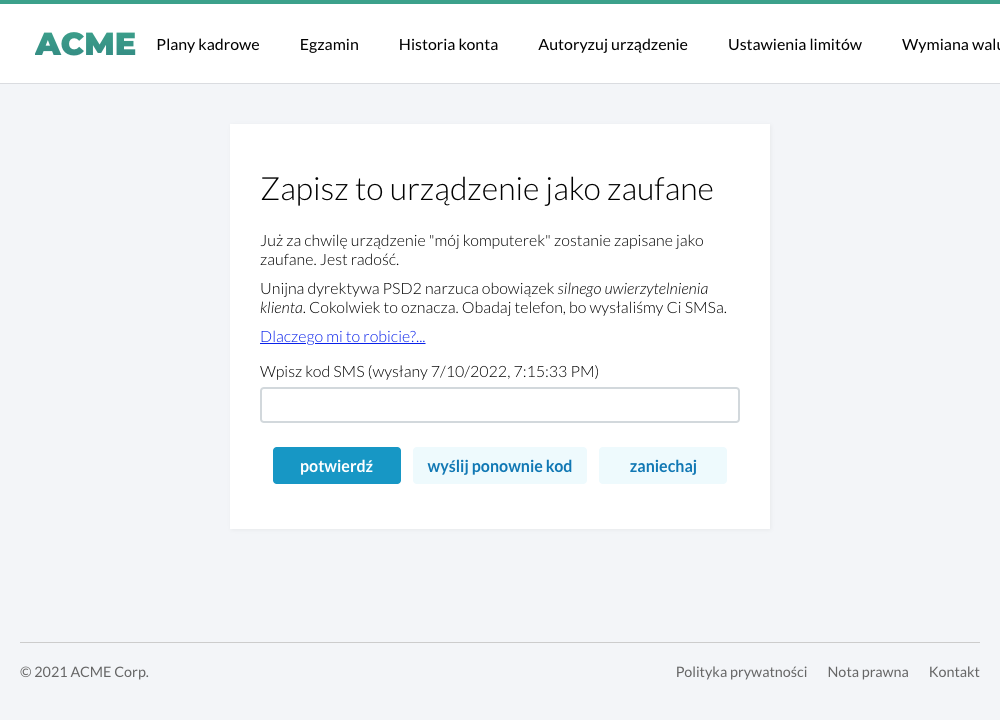 ACME Plany kadrowe Egzamin Historia konta Autoryzuj urządzenie Ustawienia limitów Wymiana
Zapisz to urządzenie jako zaufane
Już za chwilę urządzenie "mój komputerek" zostanie zapisane jako
zaufane. Jest radość.
Unijna dyrektywa PSD2 narzuca obowiązek silnego uwierzytelnienia
klienta. Cokolwiek to oznacza. Obadaj telefon, bo wysłaliśmy Ci SMSa.
Dlaczego mi to robicie?...
Wpisz kod SMS (wysłany 7/10/2022, 7:15:33 PM)
potwierdź wyślij ponownie kod zaniechaj
© 2021 ACME Corp. Polityka prywatności Nota prawna Kontakt